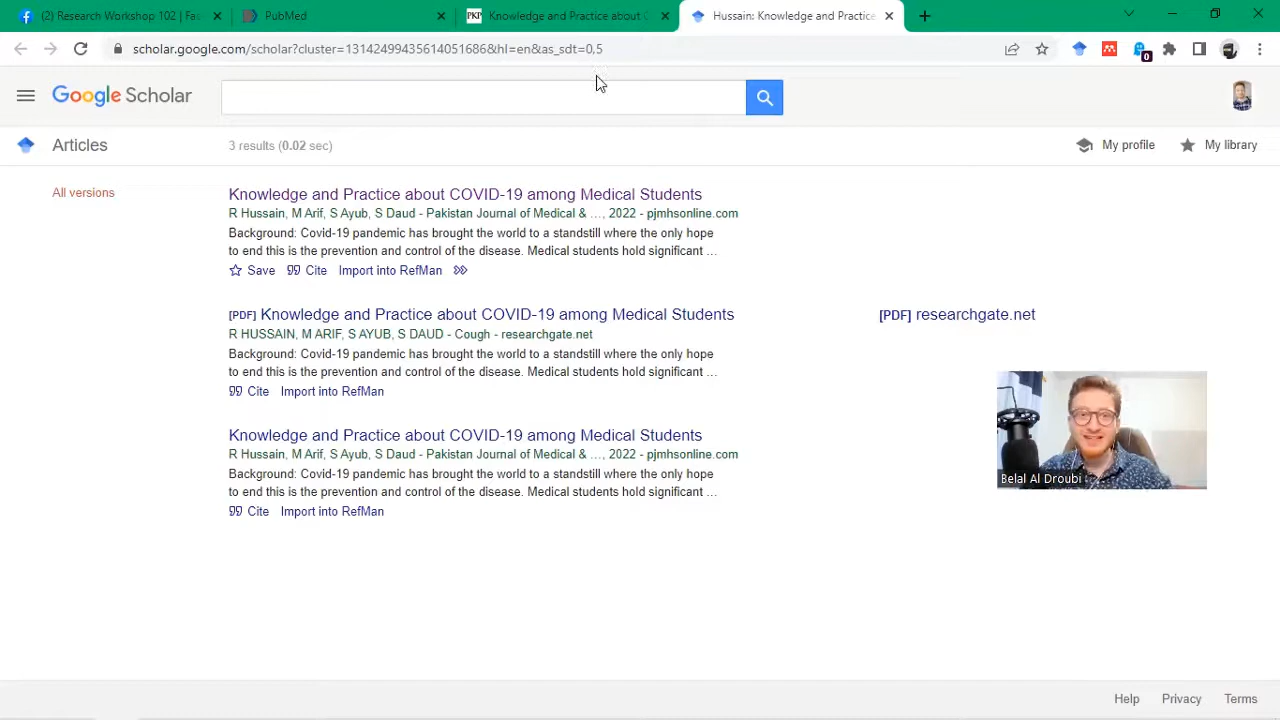 (2) Research Workshop 102 | Fac
PubMed
PKP
Knowledge and Practice about C
Hussain: Knowledge and Practice
scholar.google.com/scholar?cluster=13142499435614051686&hl=en&as_sdt=0,5
0
Google Scholar
Articles
3 results (0.02 sec)
My profile
My library
All versions
Knowledge and Practice about COVID-19 among Medical Students
R Hussain, M Arif, S Ayub, S Daud - Pakistan Journal of Medical & …, 2022 - pjmhsonline.com
Background: Covid-19 pandemic has brought the world to a standstill where the only hope
to end this is the prevention and control of the disease. Medical students hold significant …
Save Cite Import into RefMan
[PDF] Knowledge and Practice about COVID-19 among Medical Students
[PDF] researchgate.net
R HUSSAIN, M ARIF, S AYUB, S DAUD - Cough - researchgate.net
Background: Covid-19 pandemic has brought the world to a standstill where the only hope
to end this is the prevention and control of the disease. Medical students hold significant …
Cite Import into RefMan
Knowledge and Practice about COVID-19 among Medical Students
R Hussain, M Arif, S Ayub, S Daud - Pakistan Journal of Medical & …, 2022 - pjmhsonline.com
Background: Covid-19 pandemic has brought the world to a standstill where the only hope
to end this is the prevention and control of the disease. Medical students hold significant …
Cite Import into RefMan
Belal Al Droubi
Help Privacy Terms